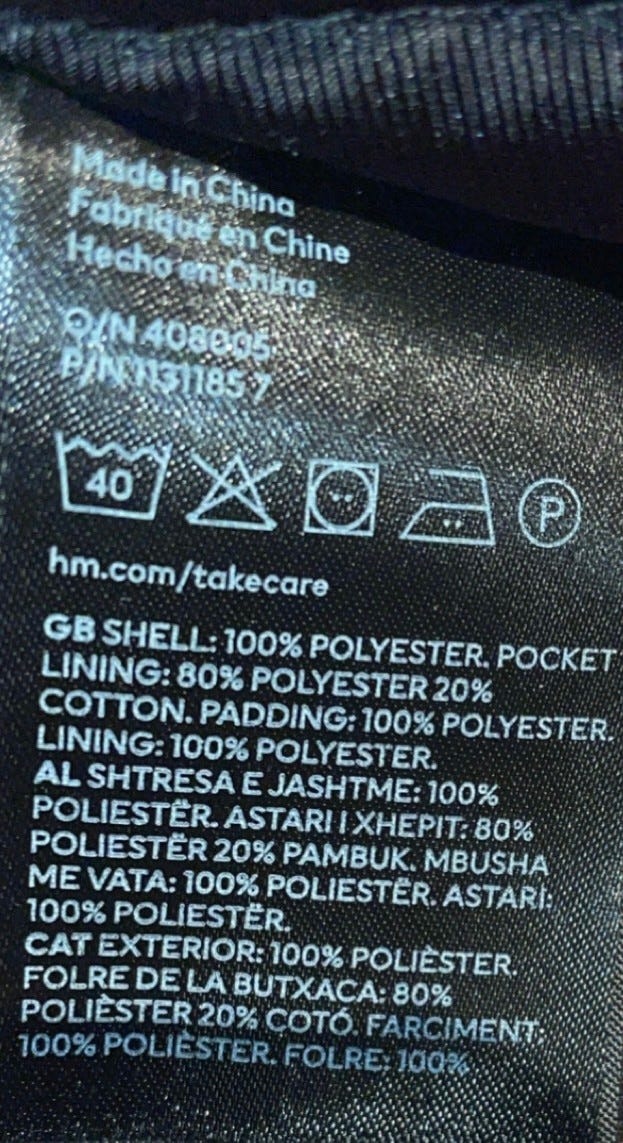 Made in China
Fabriqué en Chine
Hecho en China
O/N 408005
P/N 1131185 7
40
P
hm.com/takecare
GB SHELL: 100% POLYESTER. POCKET
LINING: 80% POLYESTER 20%
COTTON. PADDING: 100% POLYESTER.
LINING: 100% POLYESTER.
AL SHTRESA E JASHTME: 100%
POLIESTËR. ASTARI I XHEPIT: 80%
POLIESTËR 20% PAMBUK. MBUSHA
ME VATA: 100% POLIESTËR. ASTARI:
100% POLIESTËR.
CAT EXTERIOR: 100% POLIÈSTER.
FOLRE DE LA BUTXACA: 80%
POLIÈSTER 20% COTÓ. FARCIMENT:
100% POLIÈSTER. FOLRE: 100%